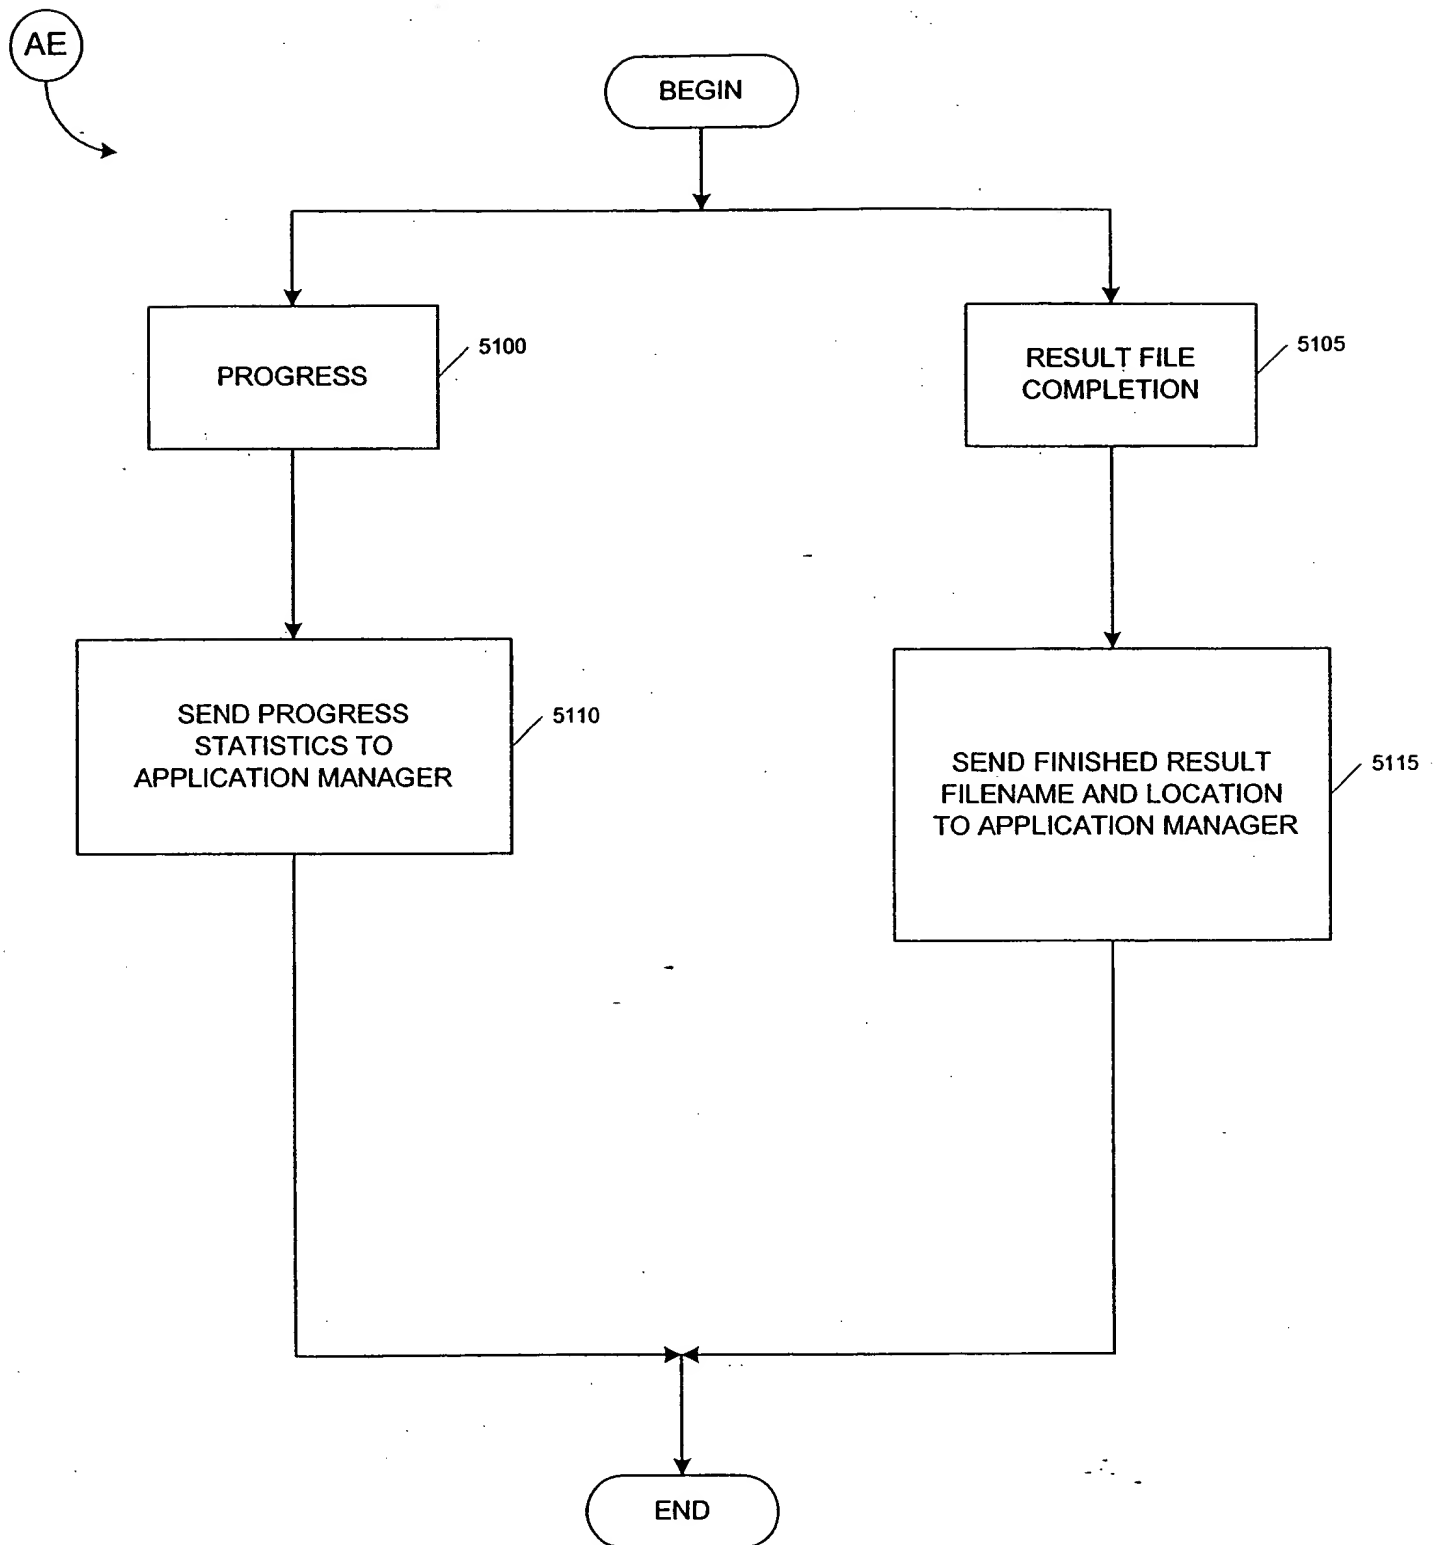 AE
BEGIN
PROGRESS
5100
RESULT FILE
COMPLETION
5105
SEND PROGRESS
STATISTICS TO
APPLICATION MANAGER
5110
SEND FINISHED RESULT
FILENAME AND LOCATION
TO APPLICATION MANAGER
5115
END